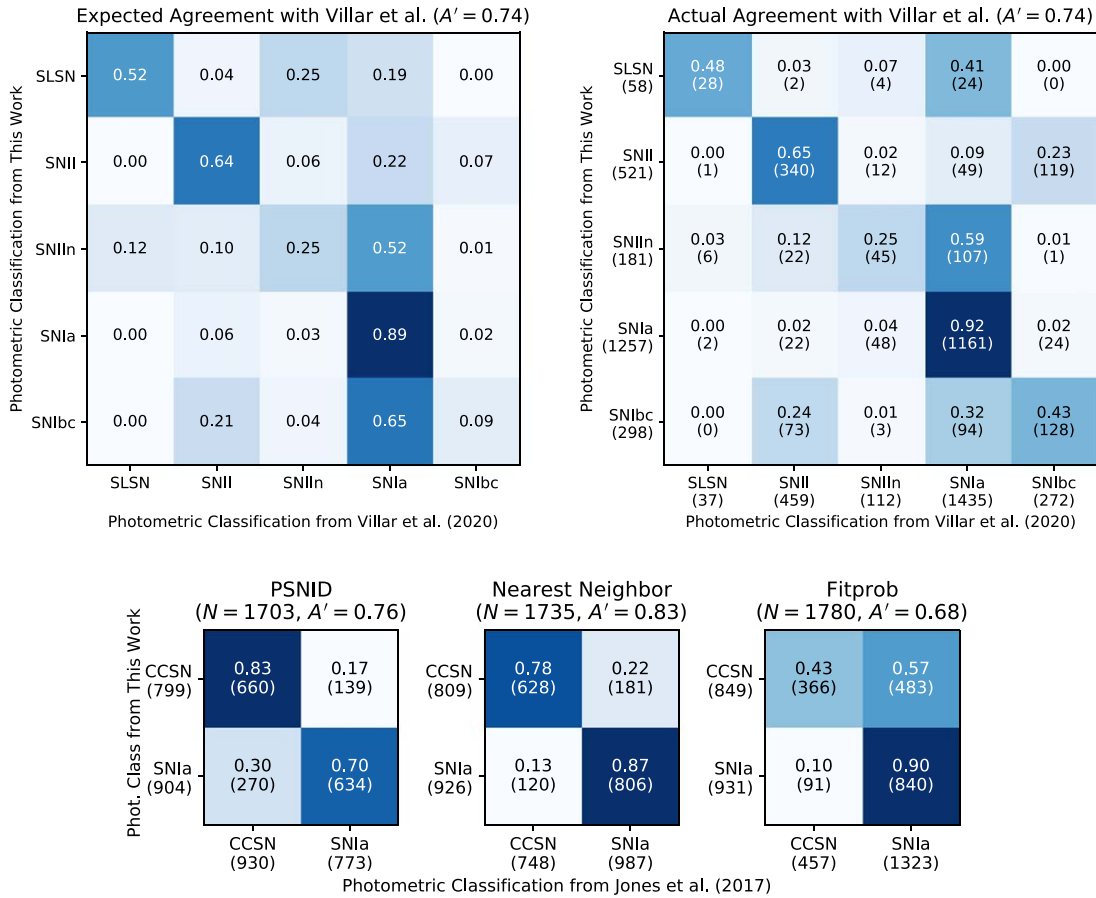 Expected Agreement with Villar et al. (A′ = 0.74)
Photometric Classification from This Work
SLSN 0.52 0.04 0.25 0.19 0.00
SNII 0.00 0.64 0.06 0.22 0.07
SNIIn 0.12 0.10 0.25 0.52 0.01
SNIa 0.00 0.06 0.03 0.89 0.02
SNIbc 0.00 0.21 0.04 0.65 0.09
SLSN SNII SNIIn SNIa SNIbc
Photometric Classification from Villar et al. (2020)
Actual Agreement with Villar et al. (A′ = 0.74)
Photometric Classification from This Work
SLSN 0.48 0.03 0.07 0.41 0.00
(58) (28) (2) (4) (24) (0)
SNII 0.00 0.65 0.02 0.09 0.23
(521) (1) (340) (12) (49) (119)
SNIIn 0.03 0.12 0.25 0.59 0.01
(181) (6) (22) (45) (107) (1)
SNIa 0.00 0.02 0.04 0.92 0.02
(1257) (2) (22) (48) (1161) (24)
SNIbc 0.00 0.24 0.01 0.32 0.43
(298) (0) (73) (3) (94) (128)
SLSN SNII SNIIn SNIa SNIbc
(37) (459) (112) (1435) (272)
Photometric Classification from Villar et al. (2020)
Phot. Class from This Work
PSNID
(N = 1703, A′ = 0.76)
CCSN 0.83 0.17
(799) (660) (139)
SNIa 0.30 0.70
(904) (270) (634)
CCSN SNIa
(930) (773)
Nearest Neighbor
(N = 1735, A′ = 0.83)
CCSN 0.78 0.22
(809) (628) (181)
SNIa 0.13 0.87
(926) (120) (806)
CCSN SNIa
(748) (987)
Fitprob
(N = 1780, A′ = 0.68)
CCSN 0.43 0.57
(849) (366) (483)
SNIa 0.10 0.90
(931) (91) (840)
CCSN SNIa
(457) (1323)
Photometric Classification from Jones et al. (2017)